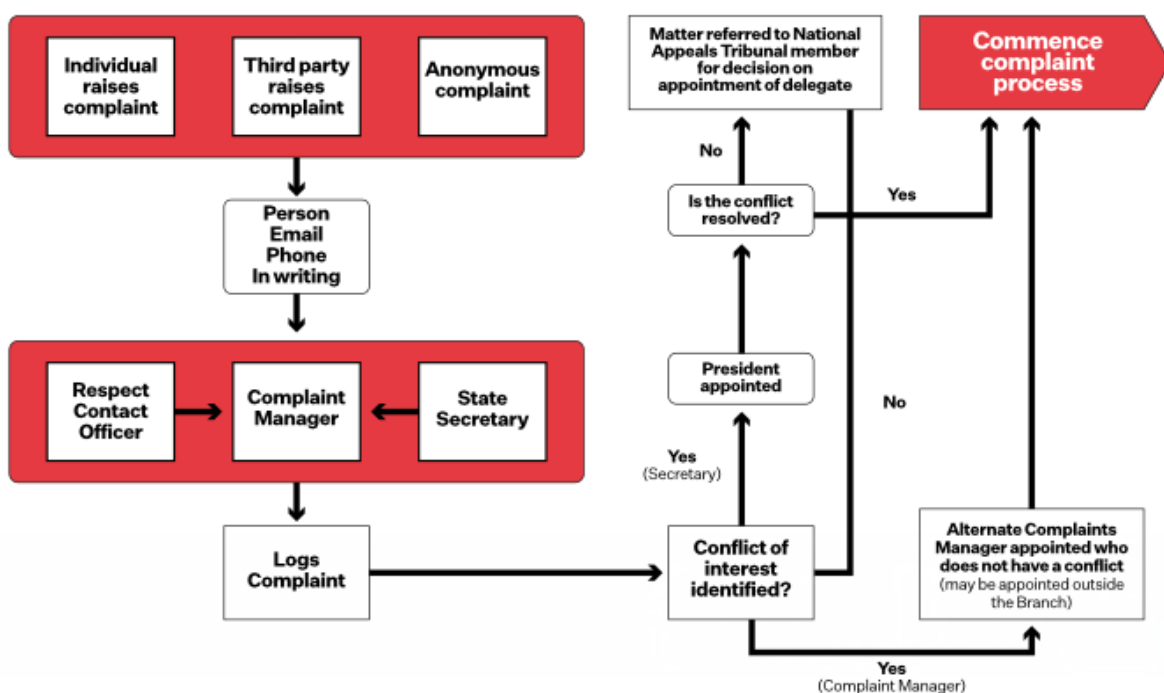 Individual
raises
complaint
Third party
raises
complaint
Anonymous
complaint
Person
Email
Phone
In writing
Respect
Contact
Officer
Complaint
Manager
State
Secretary
Logs
Complaint
Conflict of
interest
identified?
Yes
(Secretary)
President
appointed
Is the conflict
resolved?
No
Matter referred to National
Appeals Tribunal member
for decision on
appointment of delegate
Yes
Commence
complaint
process
No
Alternate Complaints
Manager appointed who
does not have a conflict
(may be appointed outside
the Branch)
Yes
(Complaint Manager)